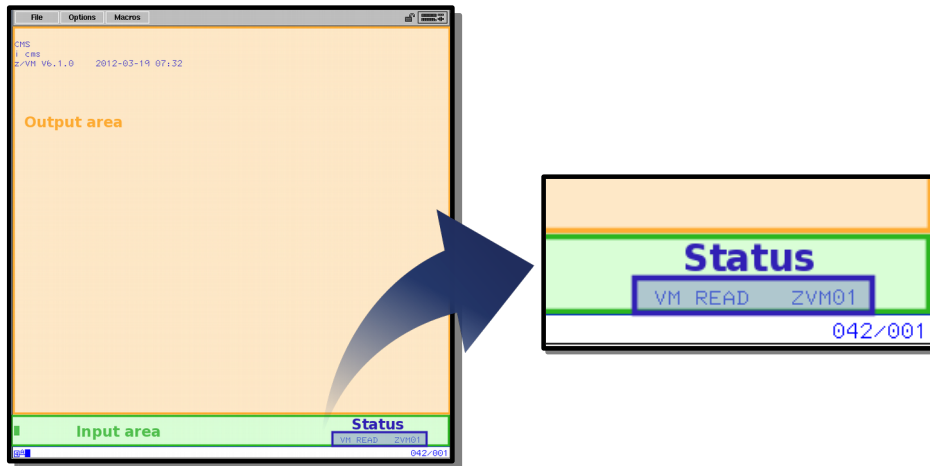 File Options Macros
CMS
i cms
z/VM V6.1.0 2012-03-19 07:32
Output area
Input area
Status
VM READ ZVM01
042/001
Status
VM READ ZVM01
042/001